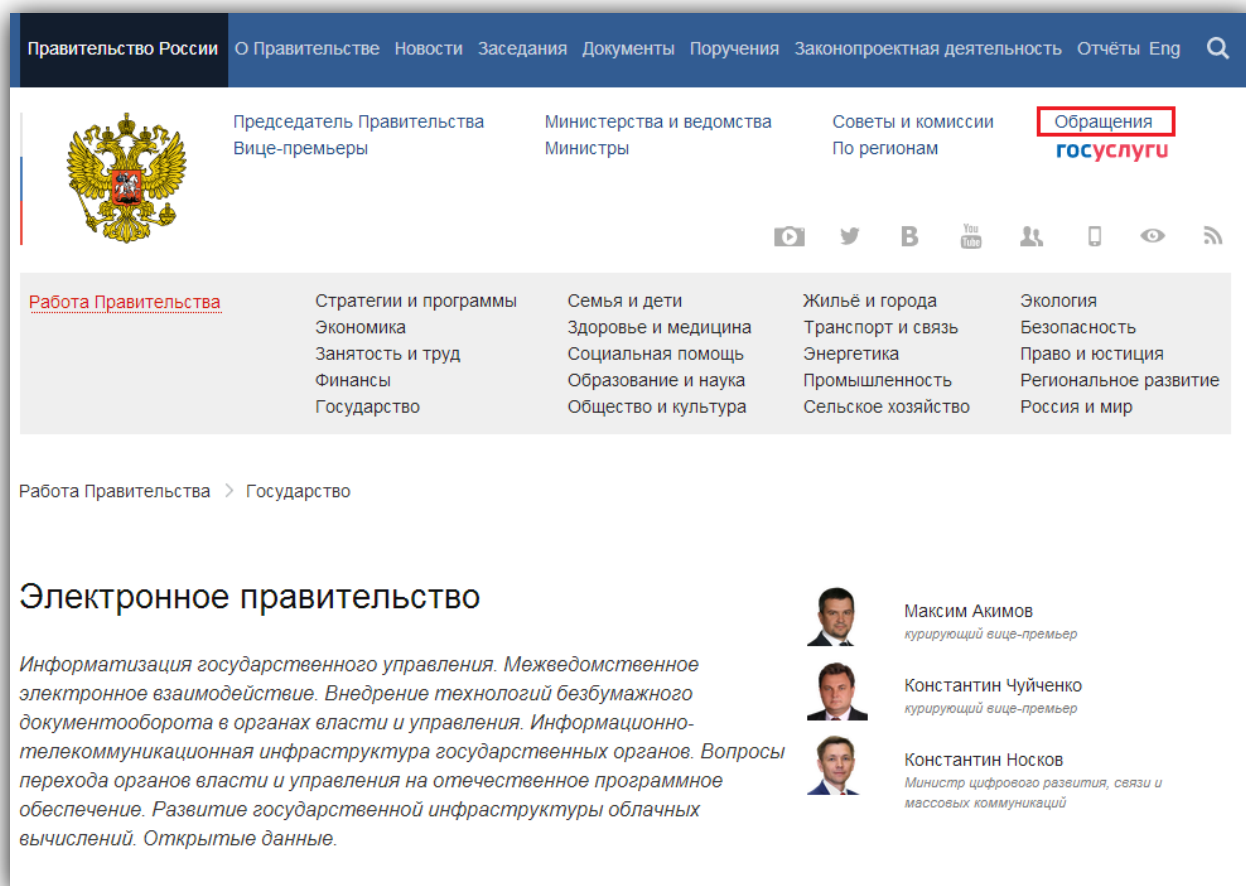 Правительство России О Правительстве Новости Заседания Документы Поручения Законопроектная деятельность Отчёты Eng
Председатель Правительства Министерства и ведомства Советы и комиссии Обращения
Вице-премьеры Министры По регионам госуслуги
You
Tube
Работа Правительства Стратегии и программы Семья и дети Жильё и города Экология
Экономика Здоровье и медицина Транспорт и связь Безопасность
Занятость и труд Социальная помощь Энергетика Право и юстиция
Финансы Образование и наука Промышленность Региональное развитие
Государство Общество и культура Сельское хозяйство Россия и мир
Работа Правительства > Государство
Электронное правительство
Информатизация государственного управления. Межведомственное
электронное взаимодействие. Внедрение технологий безбумажного
документооборота в органах власти и управления. Информационно-
телекоммуникационная инфраструктура государственных органов. Вопросы
перехода органов власти и управления на отечественное программное
обеспечение. Развитие государственной инфраструктуры облачных
вычислений. Открытые данные.
Максим Акимов
курирующий вице-премьер
Константин Чуйченко
курирующий вице-премьер
Константин Носков
Министр цифрового развития, связи и
массовых коммуникаций